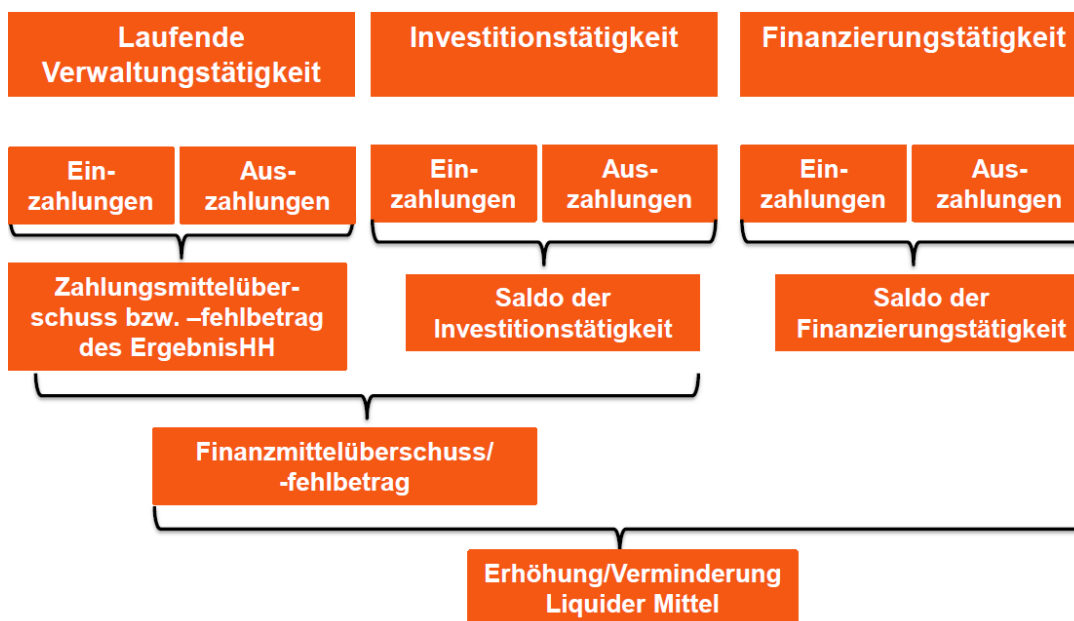 Laufende
Verwaltungstätigkeit
Investitionstätigkeit
Finanzierungstätigkeit
Ein-
zahlungen
Aus-
zahlungen
Ein-
zahlungen
Aus-
zahlungen
Ein-
zahlungen
Aus-
zahlungen
Zahlungsmittelüber-
schuss bzw. –fehlbetrag
des ErgebnisHH
Saldo der
Investitionstätigkeit
Saldo der
Finanzierungstätigkeit
Finanzmittelüberschuss/
-fehlbetrag
Erhöhung/Verminderung
Liquider Mittel